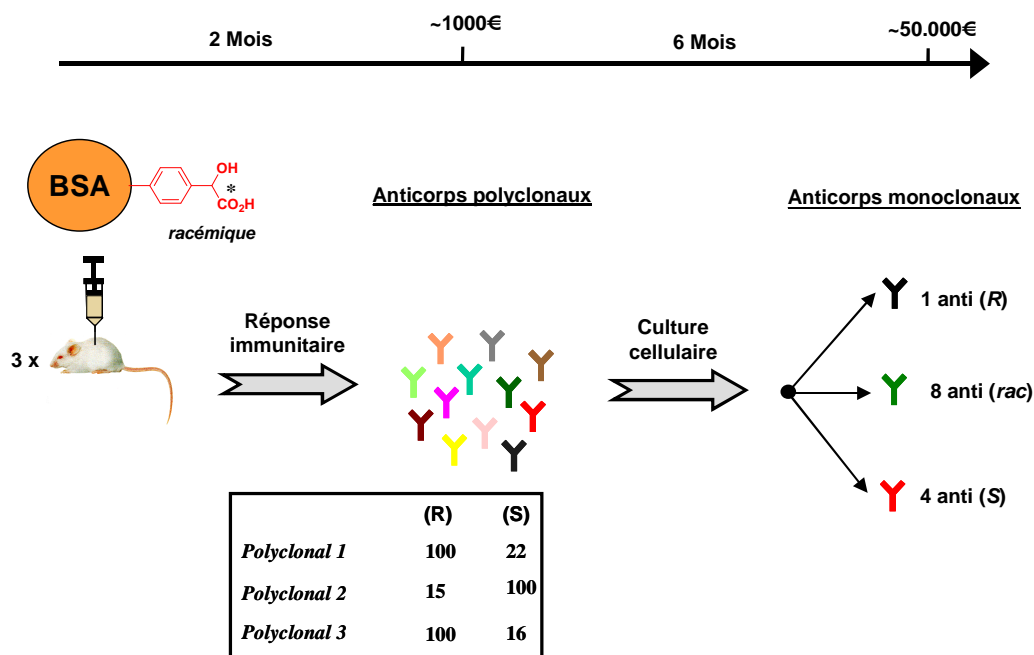 2 Mois
~1000€
6 Mois
~50.000€
BSA
OH
*
CO₂H
racémique
Anticorps polyclonaux
Anticorps monoclonaux
3 x
Réponse
immunitaire
Culture
cellulaire
1 anti (R)
8 anti (rac)
4 anti (S)
(R) (S)
Polyclonal 1 100 22
Polyclonal 2 15 100
Polyclonal 3 100 16